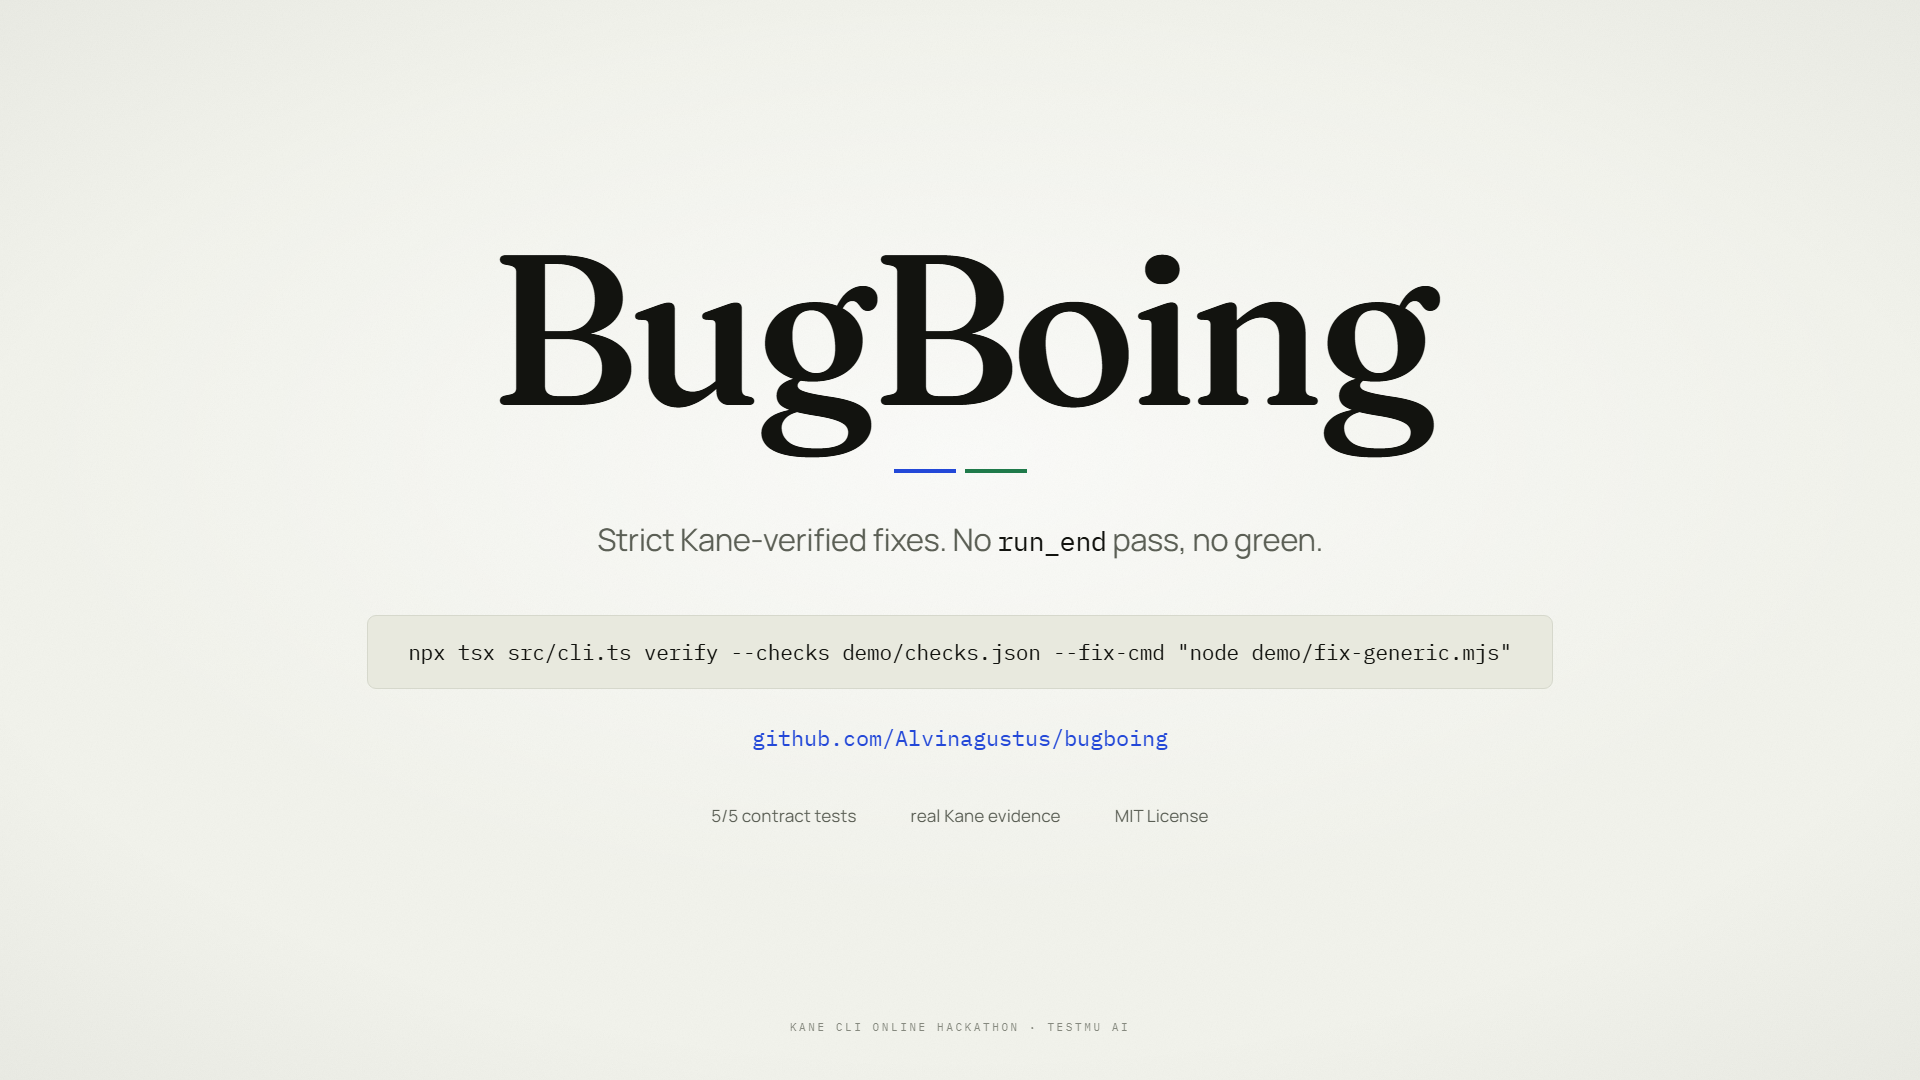 BugBoing
Strict Kane-verified fixes. No run_end pass, no green.
npx tsx src/cli.ts verify --checks demo/checks.json --fix-cmd "node demo/fix-generic.mjs"
github.com/Alvinagustus/bugboing
5/5 contract tests real Kane evidence MIT License
KANE CLI ONLINE HACKATHON · TESTMU AI